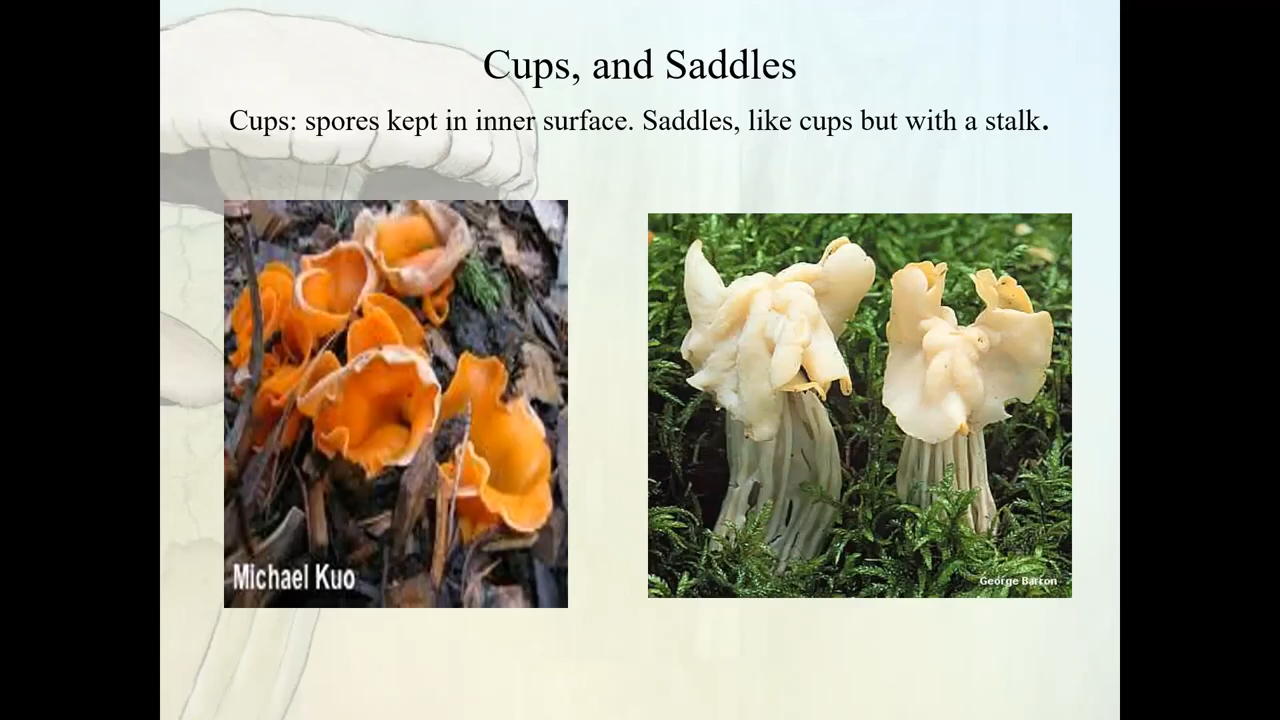 Cups, and Saddles
Cups: spores kept in inner surface. Saddles, like cups but with a stalk.
Michael Kuo
George Barron